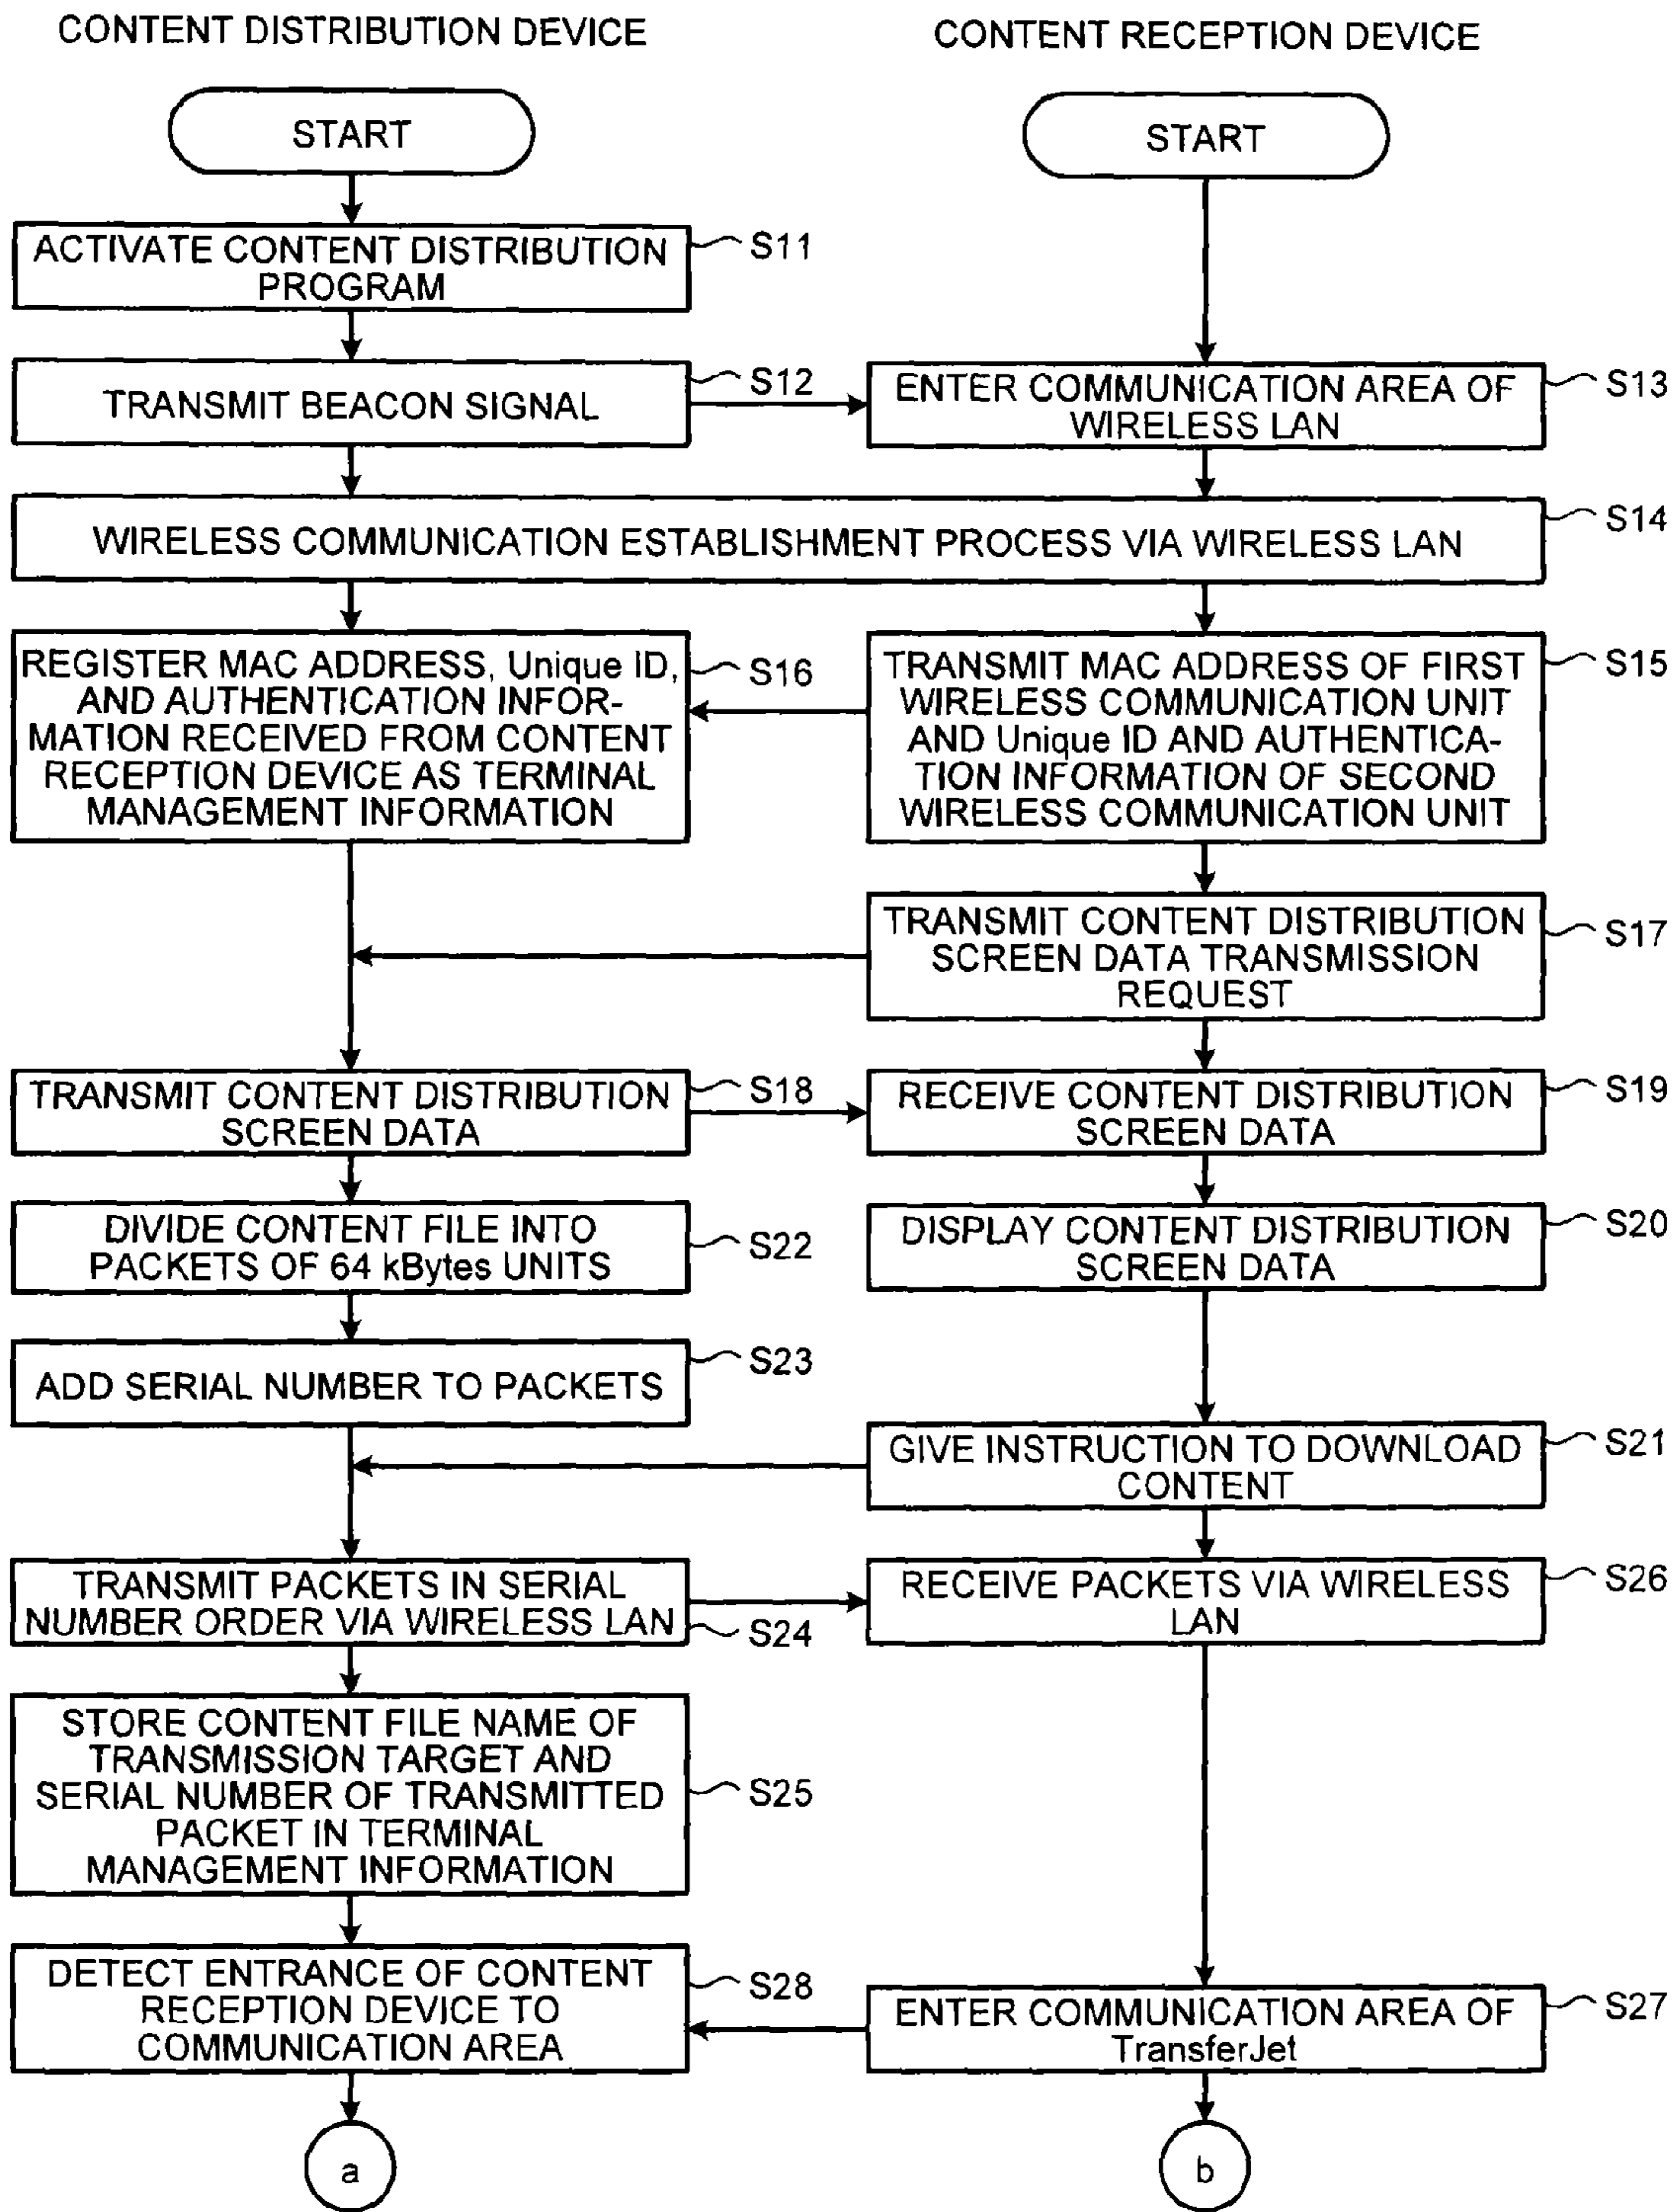 CONTENT DISTRIBUTION DEVICE
CONTENT RECEPTION DEVICE
START
START
ACTIVATE CONTENT DISTRIBUTION
PROGRAM
S11
TRANSMIT BEACON SIGNAL
S12
ENTER COMMUNICATION AREA OF
WIRELESS LAN
S13
WIRELESS COMMUNICATION ESTABLISHMENT PROCESS VIA WIRELESS LAN
S14
REGISTER MAC ADDRESS, Unique ID,
AND AUTHENTICATION INFOR-
MATION RECEIVED FROM CONTENT
RECEPTION DEVICE AS TERMINAL
MANAGEMENT INFORMATION
S16
TRANSMIT MAC ADDRESS OF FIRST
WIRELESS COMMUNICATION UNIT
AND Unique ID AND AUTHENTICA-
TION INFORMATION OF SECOND
WIRELESS COMMUNICATION UNIT
S15
TRANSMIT CONTENT DISTRIBUTION
SCREEN DATA TRANSMISSION
REQUEST
S17
TRANSMIT CONTENT DISTRIBUTION
SCREEN DATA
S18
RECEIVE CONTENT DISTRIBUTION
SCREEN DATA
S19
DIVIDE CONTENT FILE INTO
PACKETS OF 64 kBytes UNITS
S22
DISPLAY CONTENT DISTRIBUTION
SCREEN DATA
S20
ADD SERIAL NUMBER TO PACKETS
S23
GIVE INSTRUCTION TO DOWNLOAD
CONTENT
S21
TRANSMIT PACKETS IN SERIAL
NUMBER ORDER VIA WIRELESS LAN
S24
RECEIVE PACKETS VIA WIRELESS
LAN
S26
STORE CONTENT FILE NAME OF
TRANSMISSION TARGET AND
SERIAL NUMBER OF TRANSMITTED
PACKET IN TERMINAL
MANAGEMENT INFORMATION
S25
DETECT ENTRANCE OF CONTENT
RECEPTION DEVICE TO
COMMUNICATION AREA
S28
ENTER COMMUNICATION AREA OF
TransferJet
S27
a
b